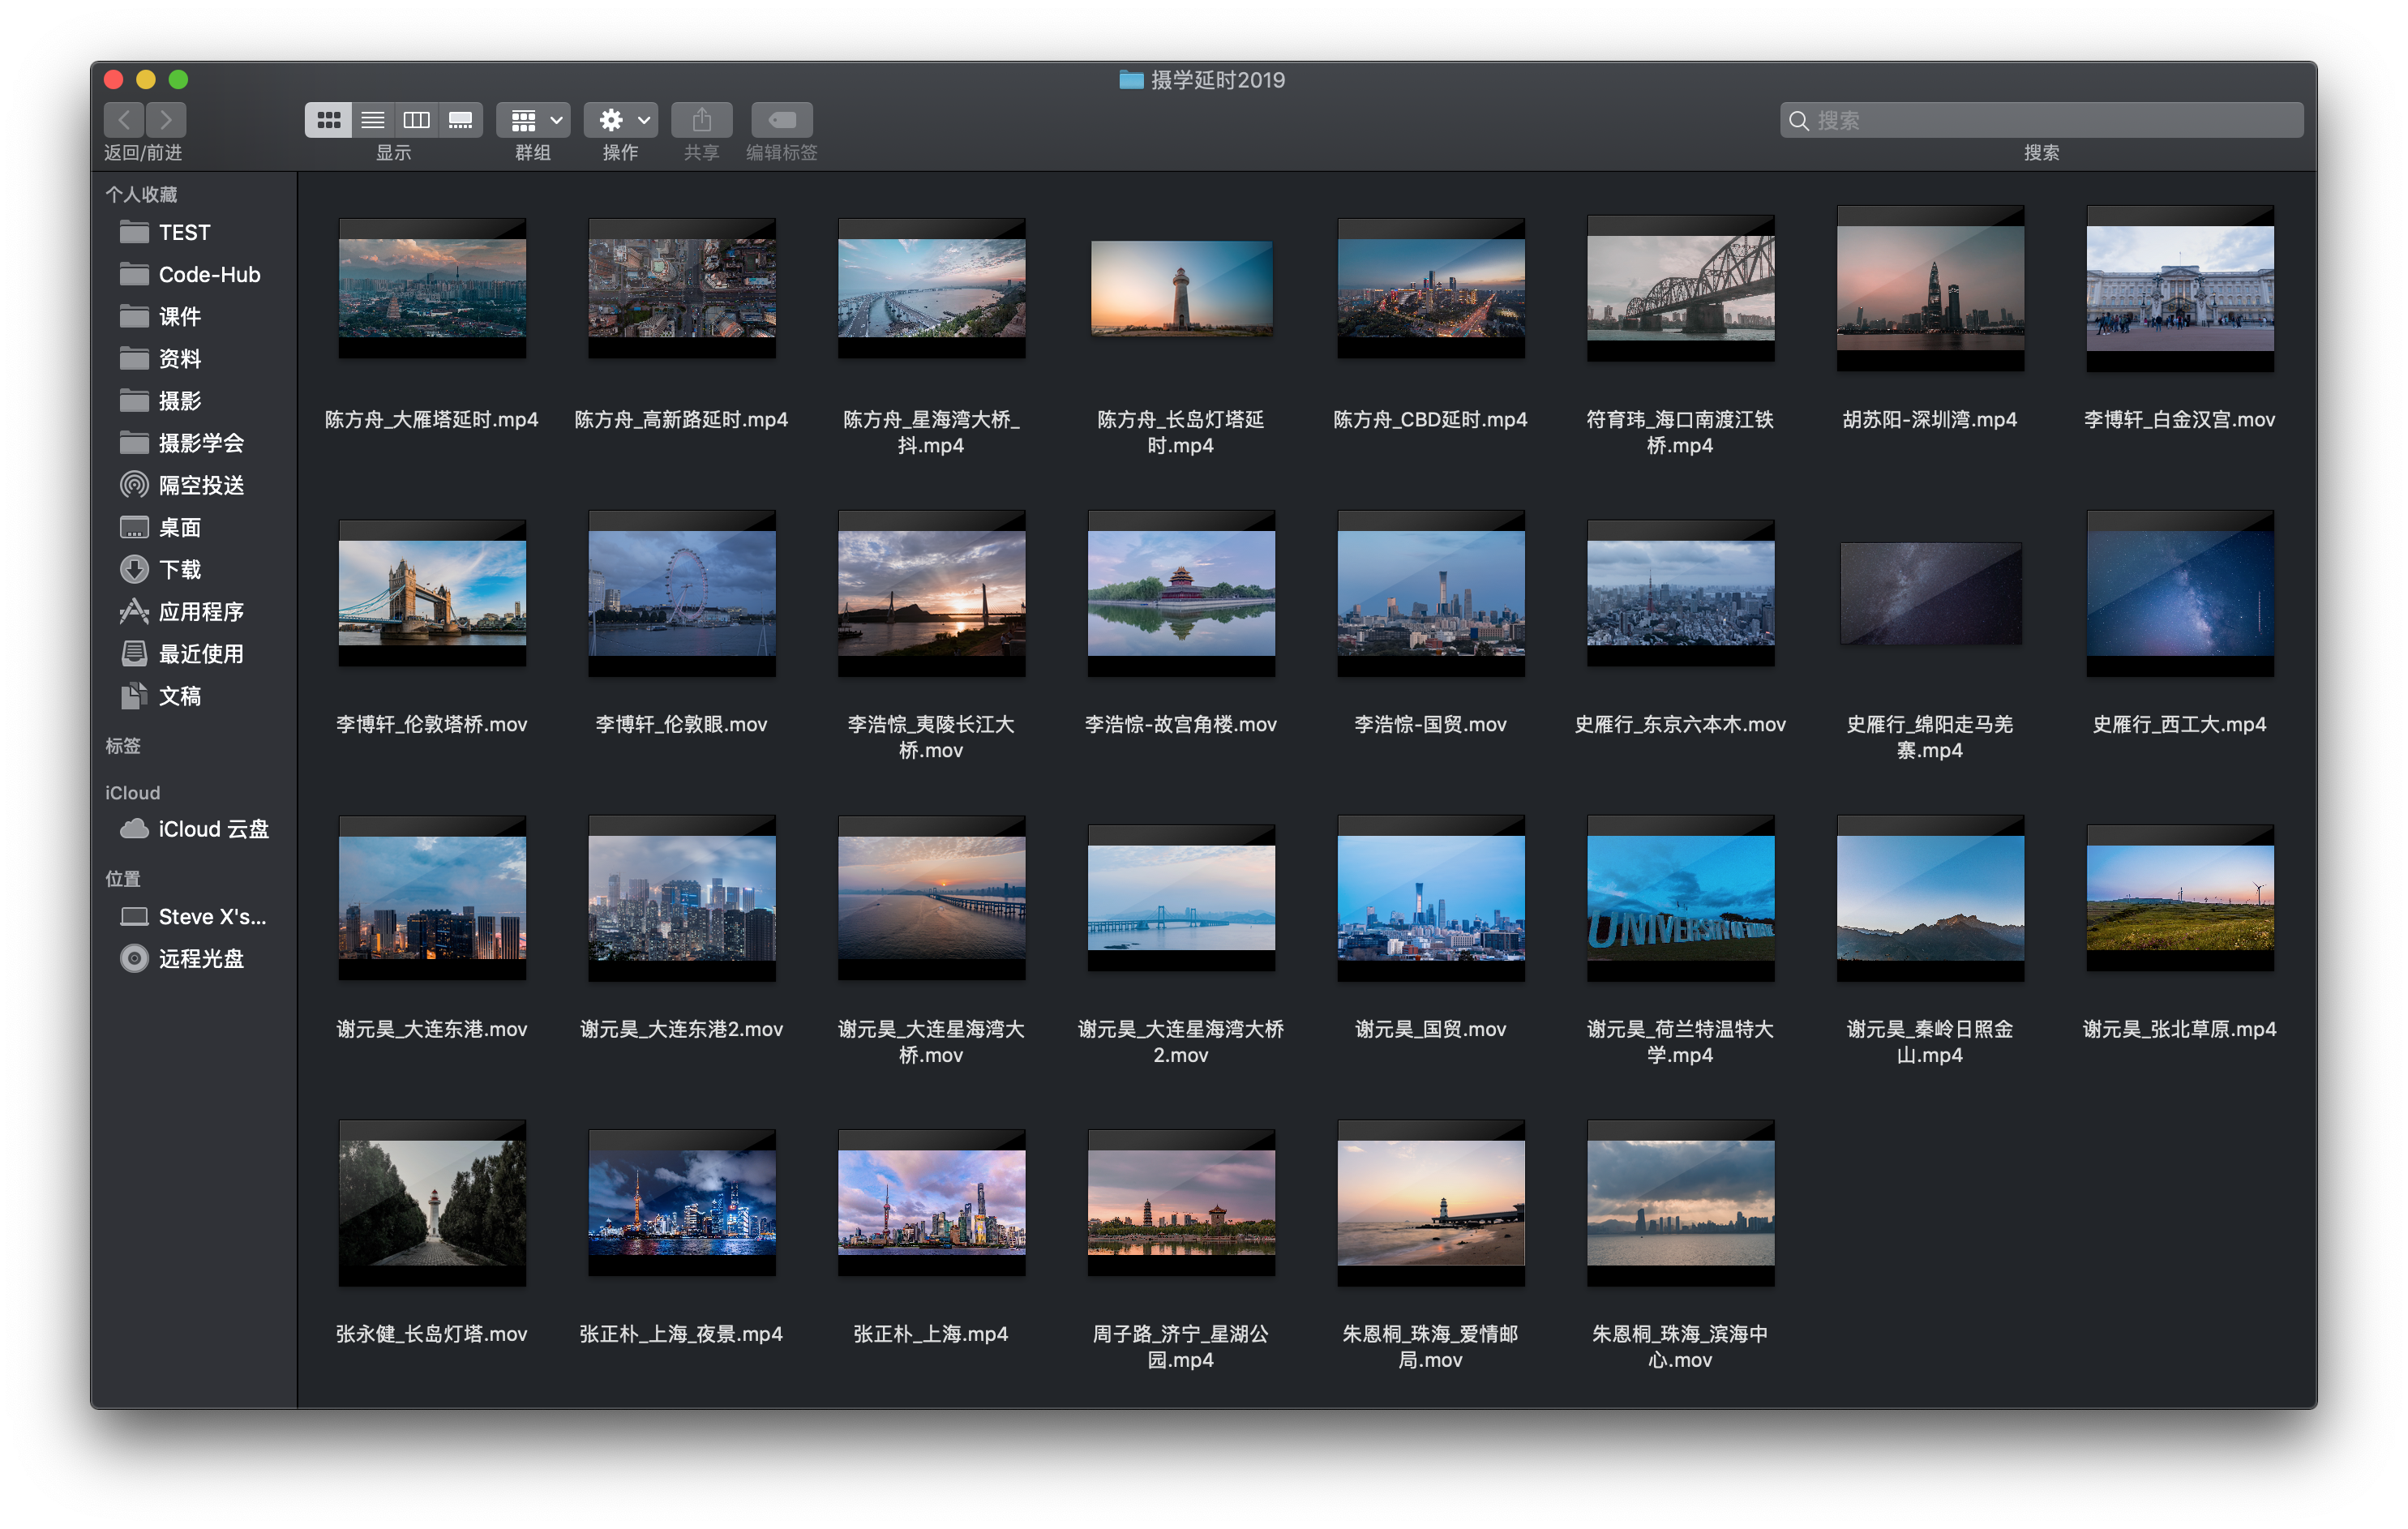 摄学延时2019
搜索
返回/前进
显示
群组
操作
共享
编辑标签
搜索
个人收藏
TEST
Code-Hub
课件
资料
摄影
摄影学会
隔空投送
桌面
下载
应用程序
最近使用
文稿
标签
iCloud
iCloud 云盘
位置
Steve X's...
远程光盘
陈方舟_大雁塔延时.mp4
陈方舟_高新路延时.mp4
陈方舟_星海湾大桥_
抖.mp4
陈方舟_长岛灯塔延
时.mp4
陈方舟_CBD延时.mp4
符育玮_海口南渡江铁
桥.mp4
胡苏阳-深圳湾.mp4
李博轩_白金汉宫.mov
李博轩_伦敦塔桥.mov
李博轩_伦敦眼.mov
李浩悰_夷陵长江大
桥.mov
李浩悰-故宫角楼.mov
李浩悰-国贸.mov
史雁行_东京六本木.mov
史雁行_绵阳走马羌
寨.mp4
史雁行_西工大.mp4
UNIVERSITY OF TWENTE
谢元昊_大连东港.mov
谢元昊_大连东港2.mov
谢元昊_大连星海湾大
桥.mov
谢元昊_大连星海湾大桥
2.mov
谢元昊_国贸.mov
谢元昊_荷兰特温特大
学.mp4
谢元昊_秦岭日照金
山.mp4
谢元昊_张北草原.mp4
张永健_长岛灯塔.mov
张正朴_上海_夜景.mp4
张正朴_上海.mp4
周子路_济宁_星湖公
园.mp4
朱恩桐_珠海_爱情邮
局.mov
朱恩桐_珠海_滨海中
心.mov